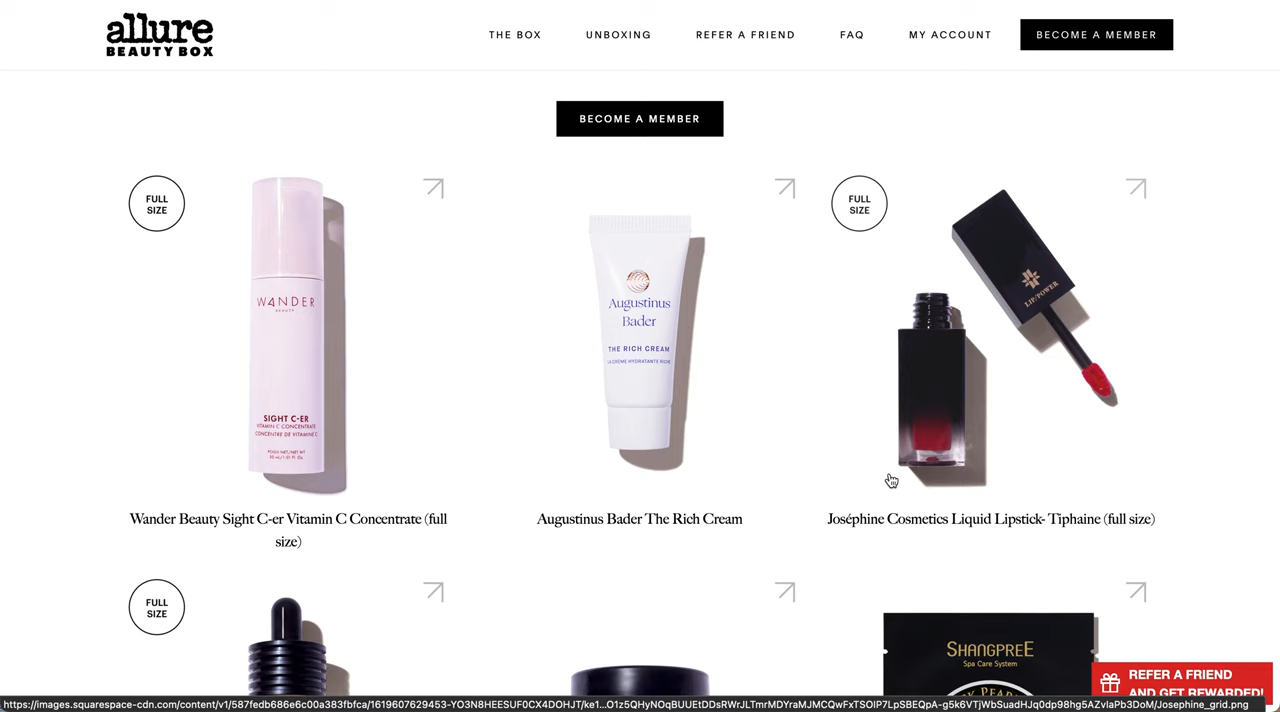 allure
BEAUTY BOX
THE BOX
UNBOXING
REFER A FRIEND
FAQ
MY ACCOUNT
BECOME A MEMBER
BECOME A MEMBER
FULL
SIZE
W4NDER
BEAUTY
SIGHT C-ER
VITAMIN C CONCENTRATE
CONCENTRÉ DE VITAMINE C
Augustinus
Bader
THE RICH CREAM
LA CRÈME HYDRATANTE RICHE
FULL
SIZE
LIP/POWER
Wander Beauty Sight C-er Vitamin C Concentrate (full
size)
Augustinus Bader The Rich Cream
Joséphine Cosmetics Liquid Lipstick- Tiphaine (full size)
FULL
SIZE
SHANGPREE
Spa Care System
REFER A FRIEND
AND GET REWARDED!